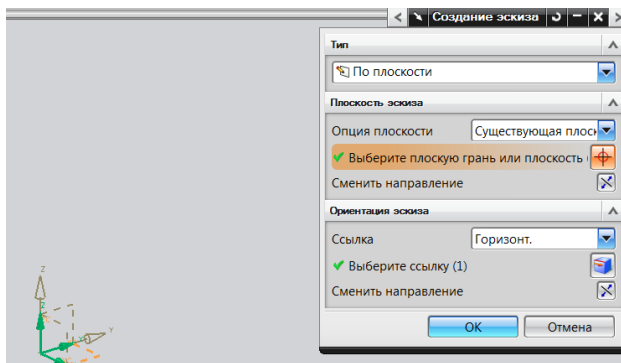 Создание эскиза
Тип
По плоскости
Плоскость эскиза
Опция плоскости Существующая плоск
Выберите плоскую грань или плоскость (
Сменить направление
Ориентация эскиза
Ссылка Горизонт.
Выберите ссылку (1)
Сменить направление
Z
Y
OK Отмена